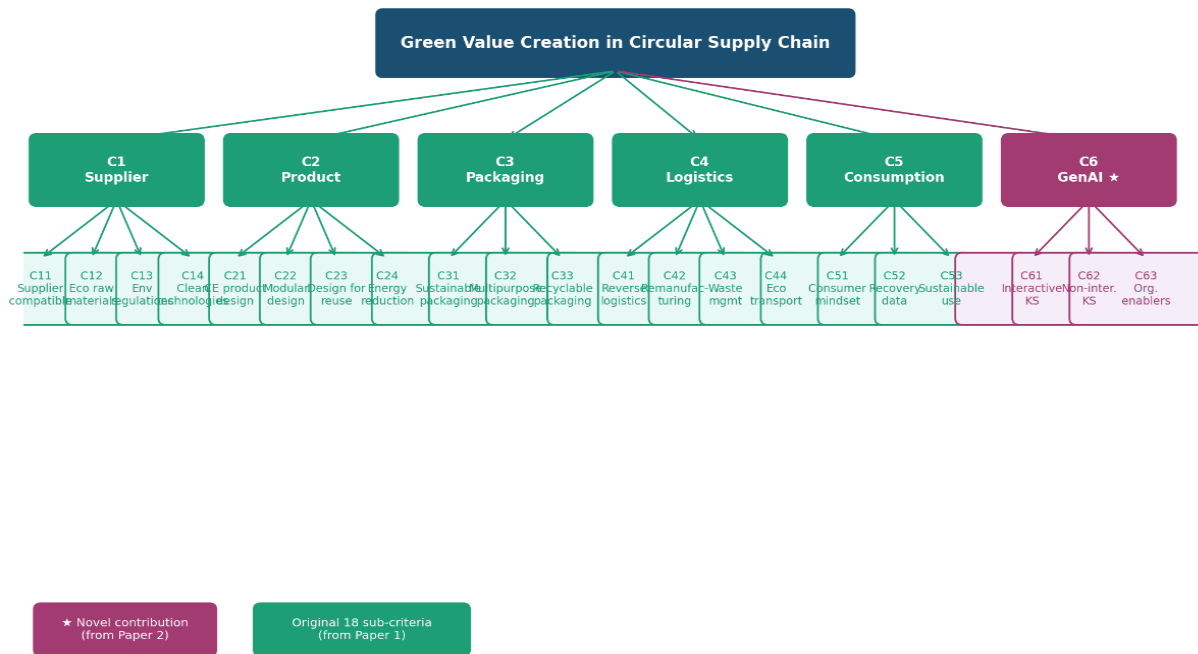 Green Value Creation in Circular Supply Chain
C1
Supplier
C2
Product
C3
Packaging
C4
Logistics
C5
Consumption
C6
GenAI ★
C11
Supplier
compatible
C12
Eco raw
materials
C13
Env
regulations
C14
Clean
technologies
C21
CE product
design
C22
Modular
design
C23
Design for
reuse
C24
Energy
reduction
C31
Sustainable
packaging
C32
Multipurpose
packaging
C33
Recyclable
packaging
C41
Reverse
logistics
C42
Remanufac-
turing
C43
Waste
mgmt
C44
Eco
transport
C51
Consumer
mindset
C52
Recovery
data
C53
Sustainable
use
C61
Interactive
KS
C62
Non-inter.
KS
C63
Org.
enablers
★ Novel contribution
(from Paper 2)
Original 18 sub-criteria
(from Paper 1)